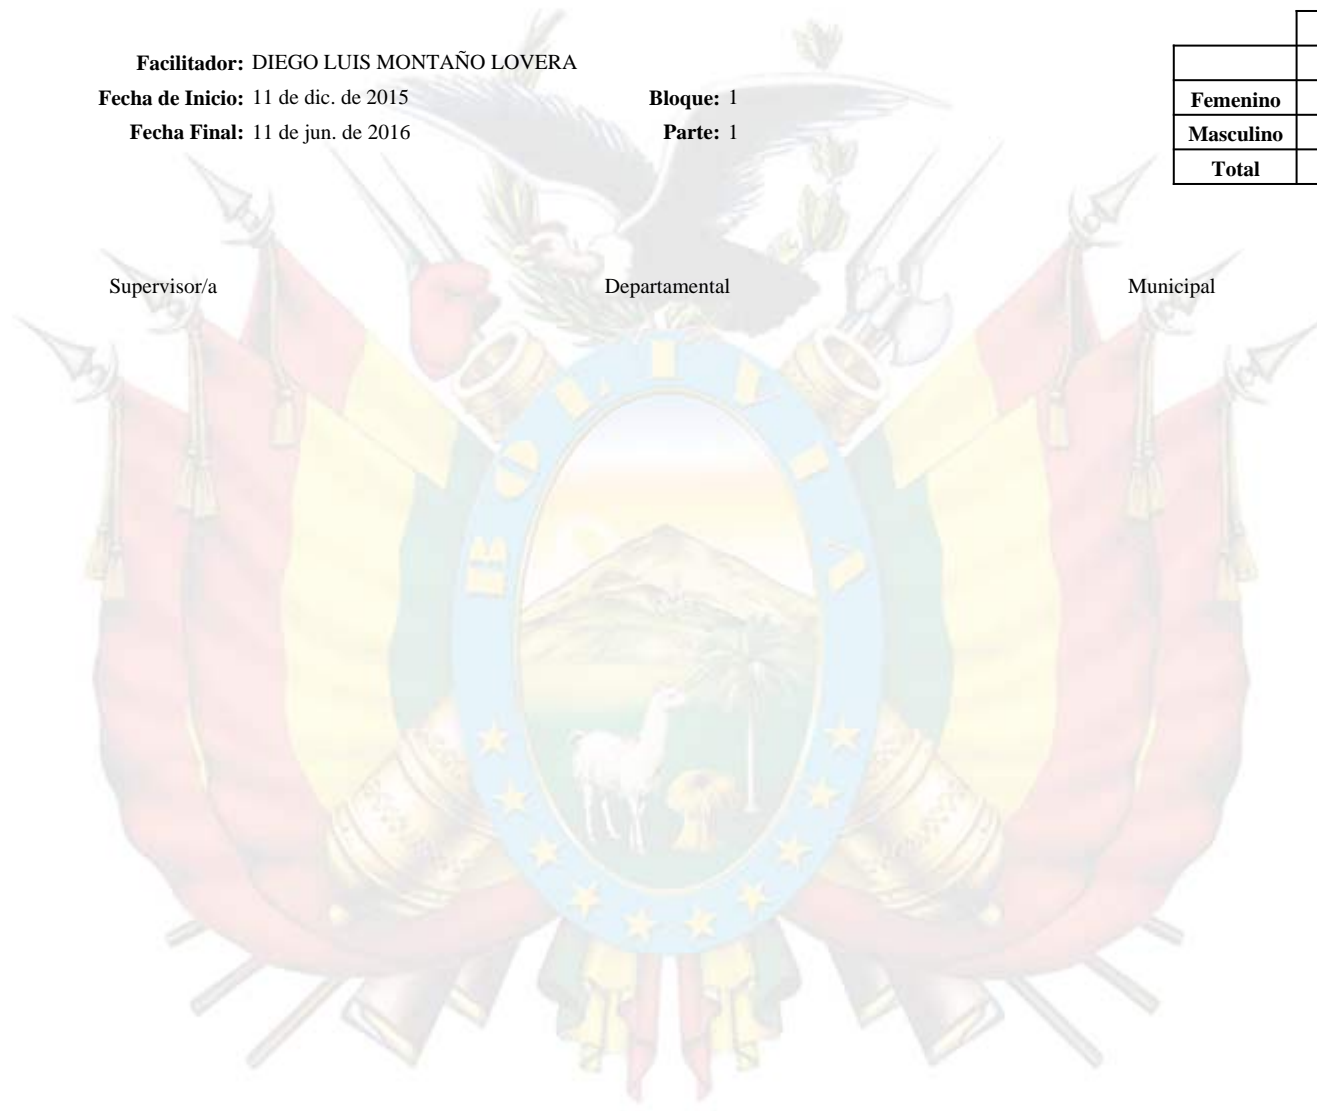 Facilitador: DIEGO LUIS MONTAÑO LOVERA
Fecha de Inicio: 11 de dic. de 2015 Bloque: 1
Fecha Final: 11 de jun. de 2016 Parte: 1
Femenino
Masculino
Total
Supervisor/a Departamental Municipal
BOLIVIA